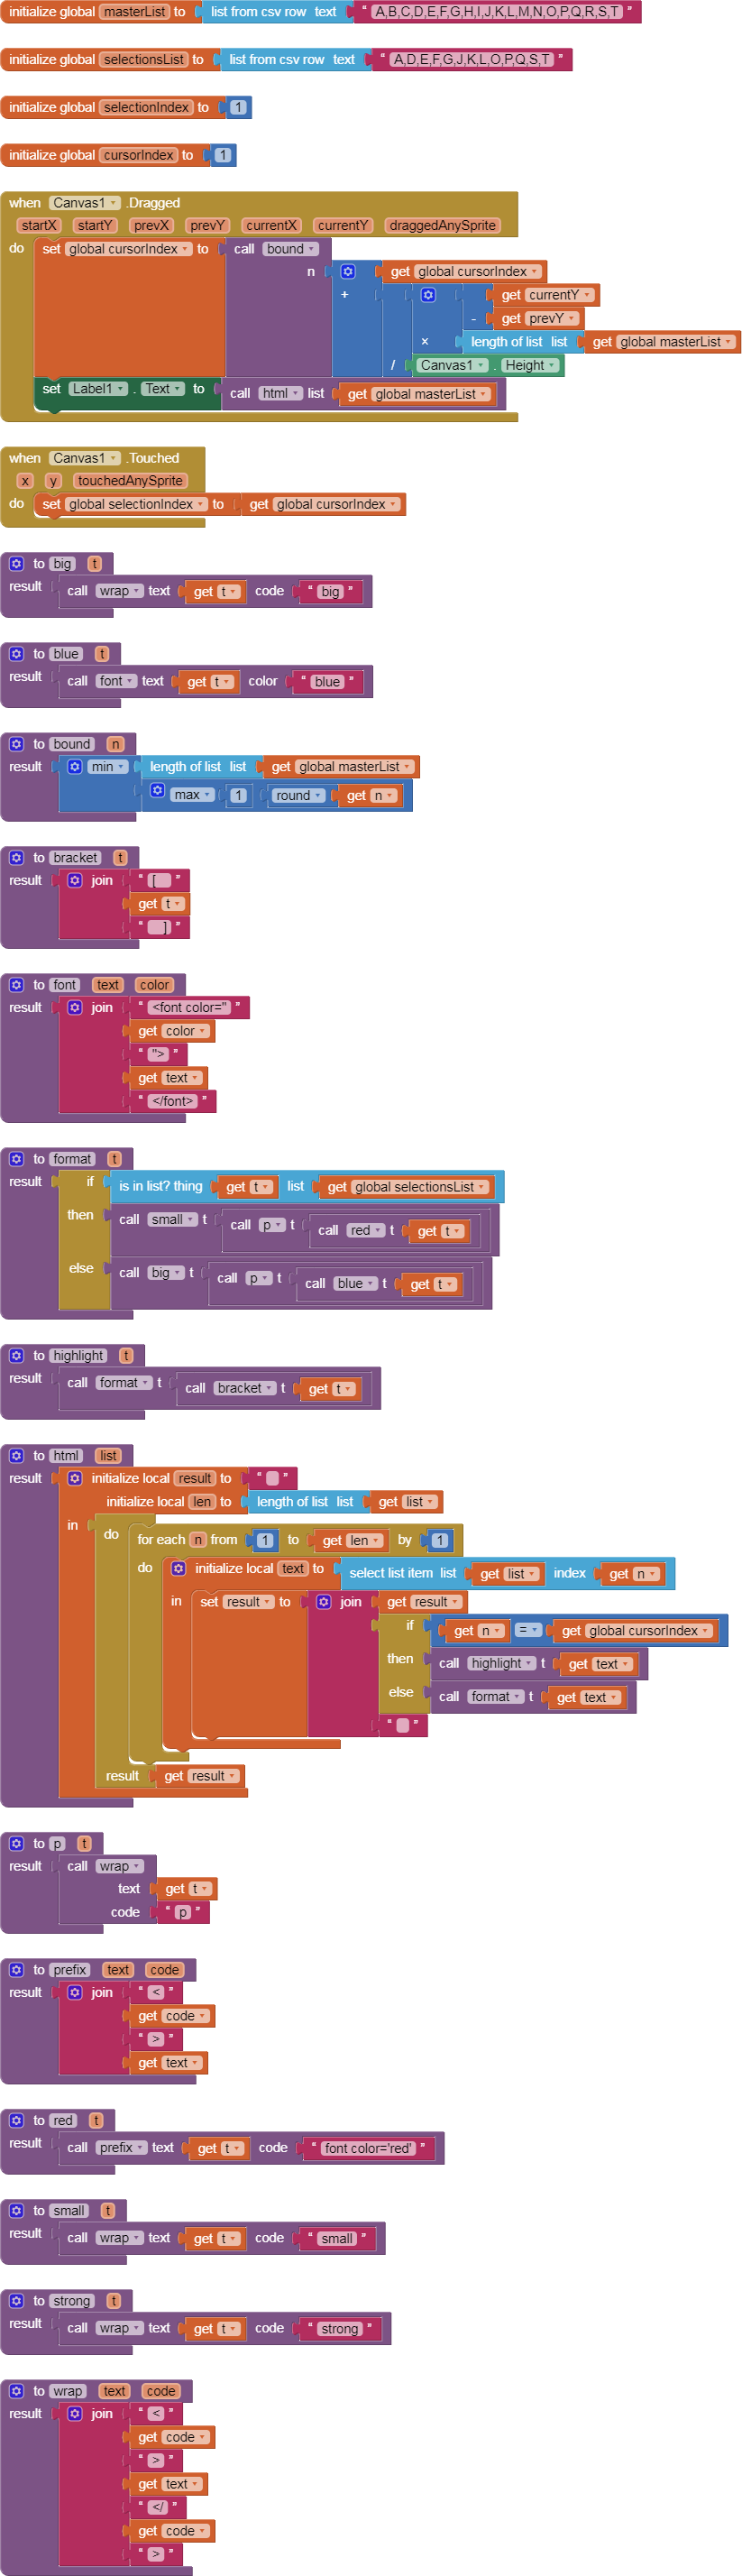 initialize global masterList to list from csv row text " A,B,C,D,E,F,G,H,I,J,K,L,M,N,O,P,Q,R,S,T "
initialize global selectionsList to list from csv row text " A,D,E,F,G,J,K,L,O,P,Q,S,T "
initialize global selectionIndex to 1
initialize global cursorIndex to 1
when Canvas1 .Dragged
startX startY prevX prevY currentX currentY draggedAnySprite
do set global cursorIndex to call bound
n get global cursorIndex
+ get currentY
- get prevY
× length of list list get global masterList
/ Canvas1 . Height
set Label1 . Text to call html list get global masterList
when Canvas1 .Touched
x y touchedAnySprite
do set global selectionIndex to get global cursorIndex
to big t
result call wrap text get t code " big "
to blue t
result call font text get t color " blue "
to bound n
result min length of list list get global masterList
max 1 round get n
to bracket t
result join " [ "
get t
" ] "
to font text color
result join " <font color=" "
get color
" "> "
get text
" </font> "
to format t
result if is in list? thing get t list get global selectionsList
then call small t call p t call red t get t
else call big t call p t call blue t get t
to highlight t
result call format t call bracket t get t
to html list
result initialize local result to " "
initialize local len to length of list list get list
in do for each n from 1 to get len by 1
do initialize local text to select list item list get list index get n
in set result to join get result
if get n = get global cursorIndex
then call highlight t get text
else call format t get text
" "
result get result
to p t
result call wrap
text get t
code " p "
to prefix text code
result join " < "
get code
" > "
get text
to red t
result call prefix text get t code " font color='red' "
to small t
result call wrap text get t code " small "
to strong t
result call wrap text get t code " strong "
to wrap text code
result join " < "
get code
" > "
get text
" </ "
get code
" > "